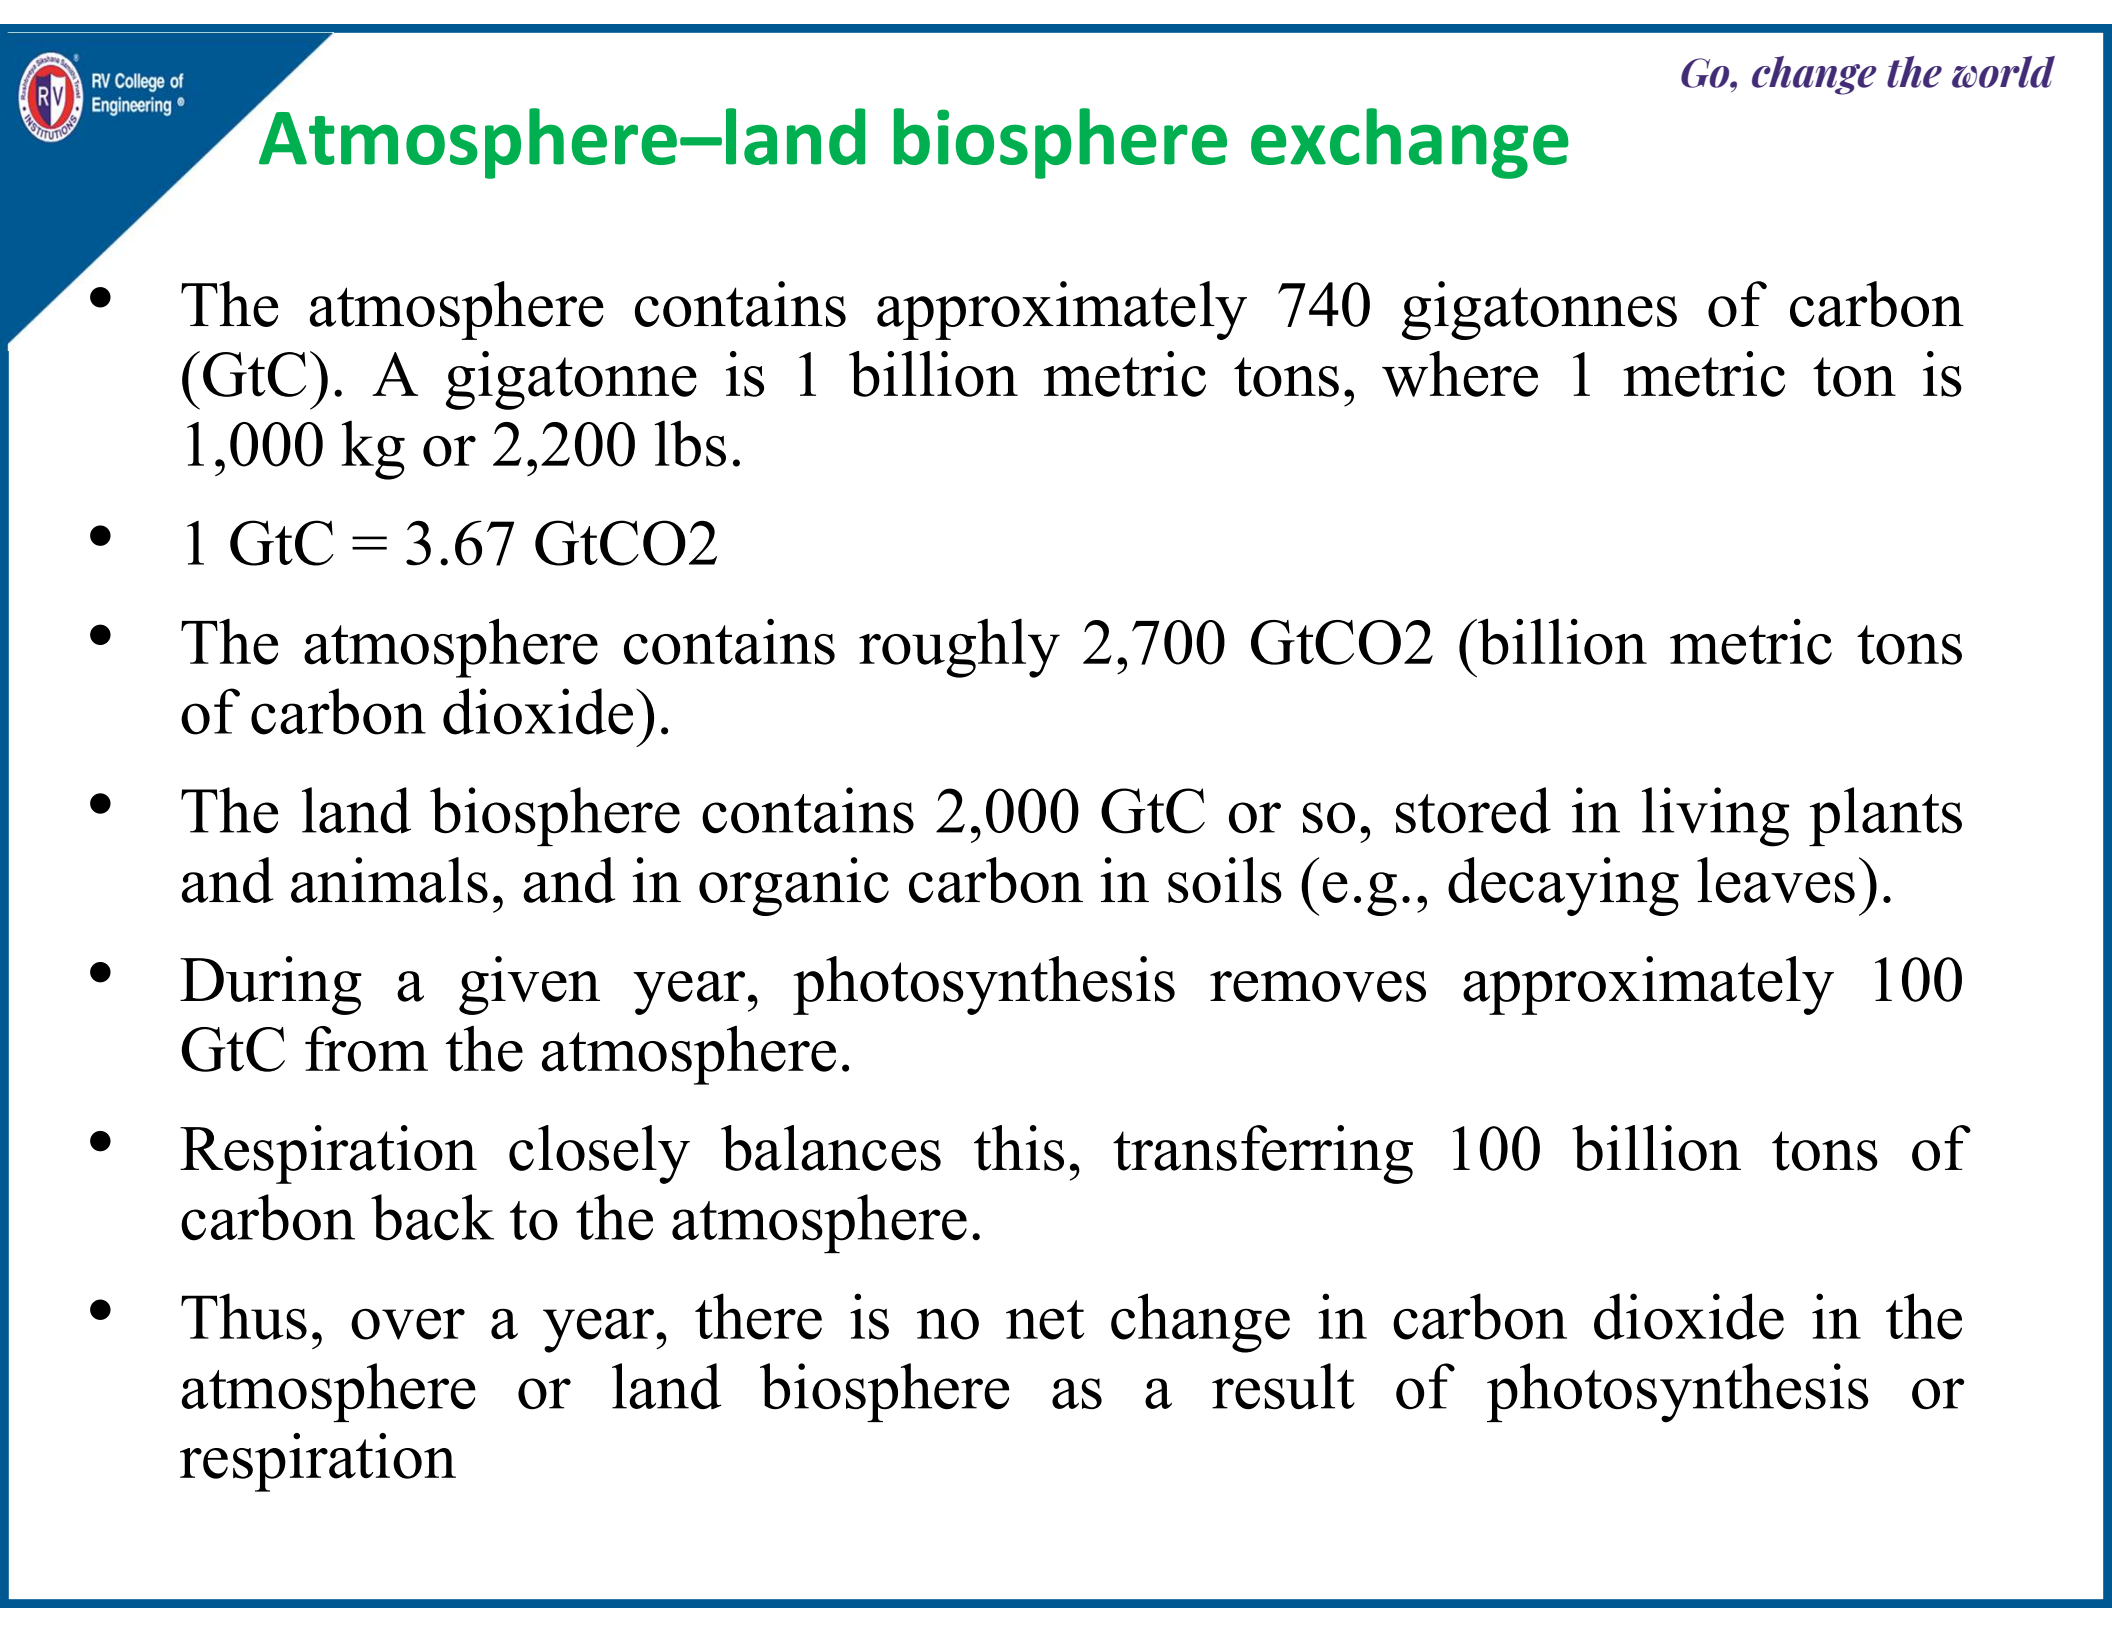 RV College of
Engineering ®
Go, change the world
RV
INSTITUTIONS
Atmosphere–land biosphere exchange
• The atmosphere contains approximately 740 gigatonnes of carbon
(GtC). A gigatonne is 1 billion metric tons, where 1 metric ton is
1,000 kg or 2,200 lbs.
• 1 GtC = 3.67 GtCO2
• The atmosphere contains roughly 2,700 GtCO2 (billion metric tons
of carbon dioxide).
• The land biosphere contains 2,000 GtC or so, stored in living plants
and animals, and in organic carbon in soils (e.g., decaying leaves).
• During a given year, photosynthesis removes approximately 100
GtC from the atmosphere.
• Respiration closely balances this, transferring 100 billion tons of
carbon back to the atmosphere.
• Thus, over a year, there is no net change in carbon dioxide in the
atmosphere or land biosphere as a result of photosynthesis or
respiration